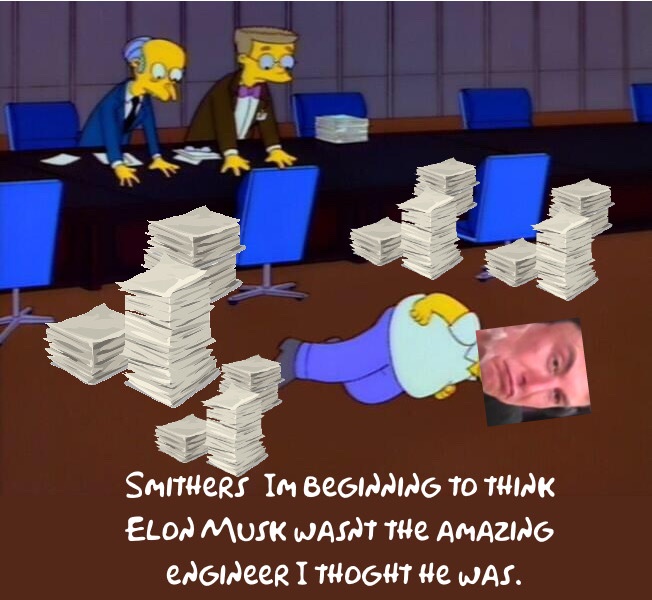 Smithers Im beginning to think
Elon Musk wasnt the amazing
engineer I thoght he was.